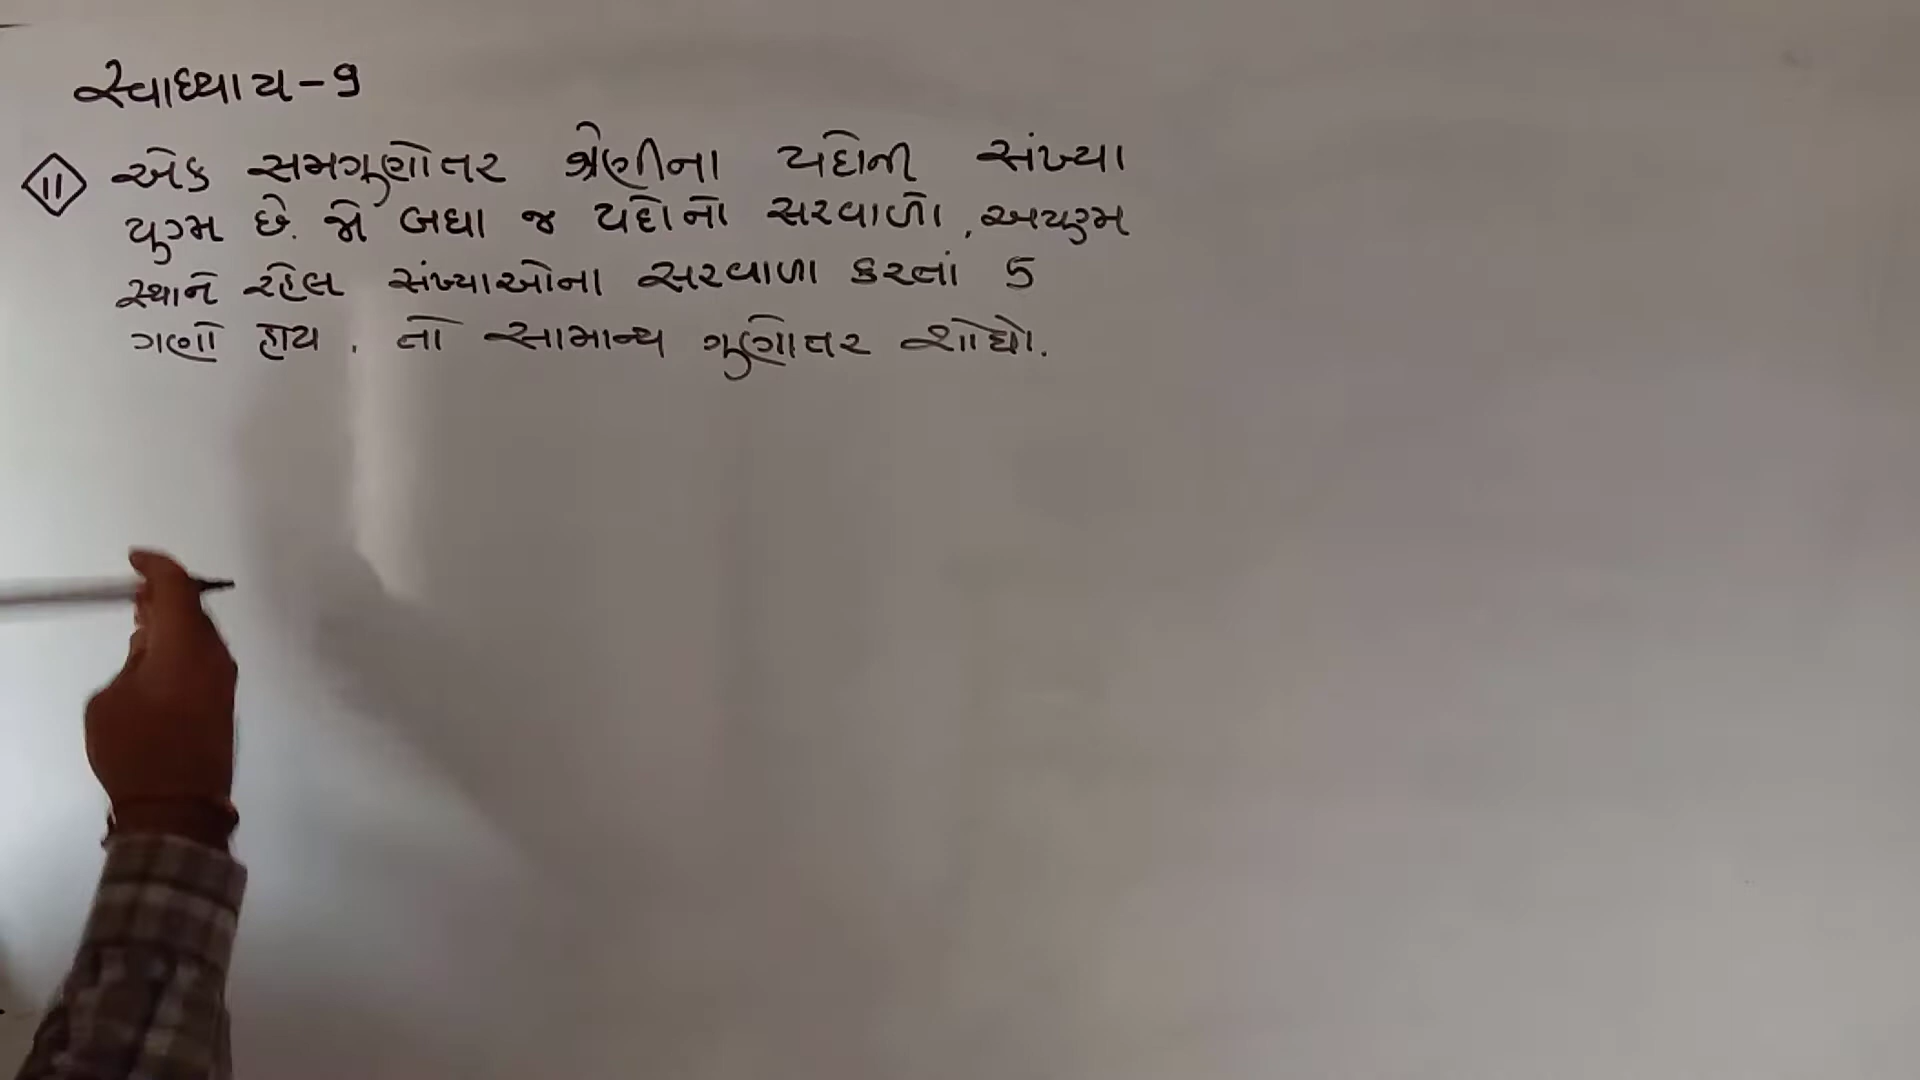 સ્વાધ્યાય-9
11 એક સમગુણોત્તર શ્રેણીના પદોની સંખ્યા
યુગ્મ છે. જો બધા જ પદોનો સરવાળો, અયુગ્મ
સ્થાને રહેલ સંખ્યાઓના સરવાળા કરતાં 5
ગણો હોય, તો સામાન્ય ગુણોત્તર શોધો.